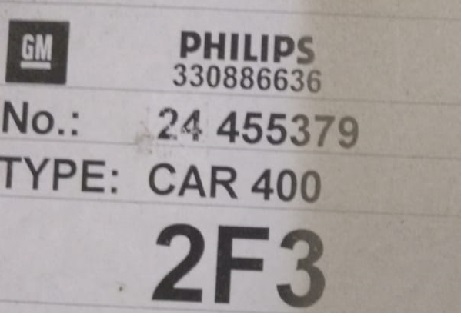 GM PHILIPS
330886636
No.: 24 455379
TYPE: CAR 400
2F3